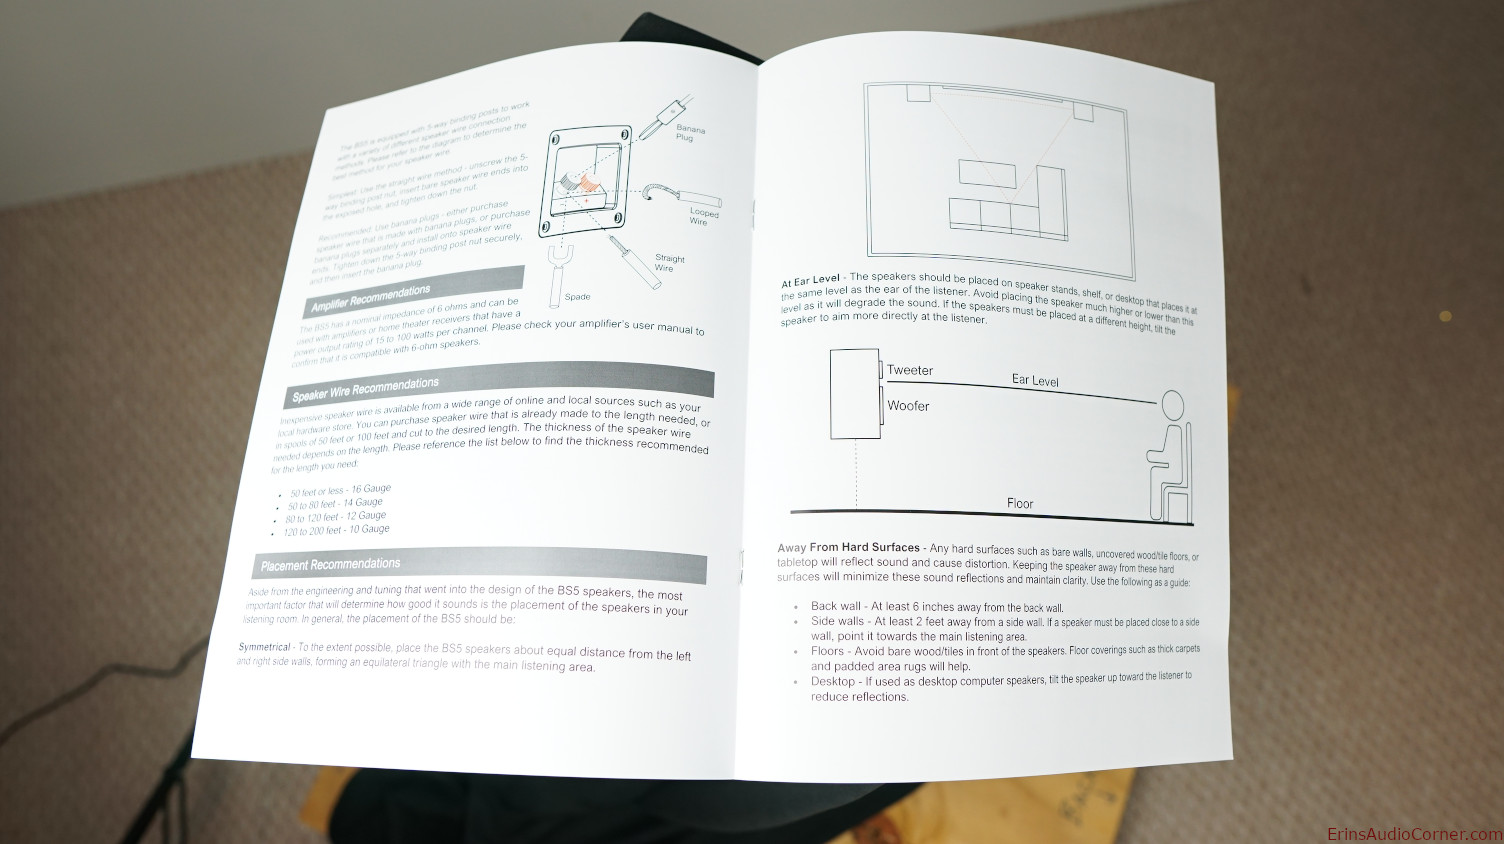 The BS5 is equipped with 5-way binding posts to work
with a variety of different speaker wire connection
methods. Please refer to the diagram to determine the
best method for your speaker wire.
Simplest: Use the straight wire method - unscrew the 5-
way binding post nut, insert bare speaker wire ends into
the exposed hole, and tighten down the nut.
Recommended: Use banana plugs - either purchase
speaker wire that is made with banana plugs, or purchase
banana plugs separately and install onto speaker wire
ends. Tighten down the 5-way binding post nut securely,
and then insert the banana plug.
Banana
Plug
Looped
Wire
Straight
Wire
Spade
Amplifier Recommendations
The BS5 has a nominal impedance of 6 ohms and can be
used with amplifiers or home theater receivers that have a
power output rating of 15 to 100 watts per channel. Please check your amplifier's user manual to
confirm that it is compatible with 6-ohm speakers.
Speaker Wire Recommendations
Inexpensive speaker wire is available from a wide range of online and local sources such as your
local hardware store. You can purchase speaker wire that is already made to the length needed, or
in spools of 50 feet or 100 feet and cut to the desired length. The thickness of the speaker wire
needed depends on the length. Please reference the list below to find the thickness recommended
for the length you need:
• 50 feet or less - 16 Gauge
• 50 to 80 feet - 14 Gauge
• 80 to 120 feet - 12 Gauge
• 120 to 200 feet - 10 Gauge
Placement Recommendations
Aside from the engineering and tuning that went into the design of the BS5 speakers, the most
important factor that will determine how good it sounds is the placement of the speakers in your
listening room. In general, the placement of the BS5 should be:
Symmetrical - To the extent possible, place the BS5 speakers about equal distance from the left
and right side walls, forming an equilateral triangle with the main listening area.
At Ear Level - The speakers should be placed on speaker stands, shelf, or desktop that places it at
the same level as the ear of the listener. Avoid placing the speaker much higher or lower than this
level as it will degrade the sound. If the speakers must be placed at a different height, tilt the
speaker to aim more directly at the listener.
Tweeter
Ear Level
Woofer
Floor
Away From Hard Surfaces - Any hard surfaces such as bare walls, uncovered wood/tile floors, or
tabletop will reflect sound and cause distortion. Keeping the speaker away from these hard
surfaces will minimize these sound reflections and maintain clarity. Use the following as a guide:
• Back wall - At least 6 inches away from the back wall.
• Side walls - At least 2 feet away from a side wall. If a speaker must be placed close to a side
wall, point it towards the main listening area.
• Floors - Avoid bare wood/tiles in front of the speakers. Floor coverings such as thick carpets
and padded area rugs will help.
• Desktop - If used as desktop computer speakers, tilt the speaker up toward the listener to
reduce reflections.
ErinsAudioCorner.com